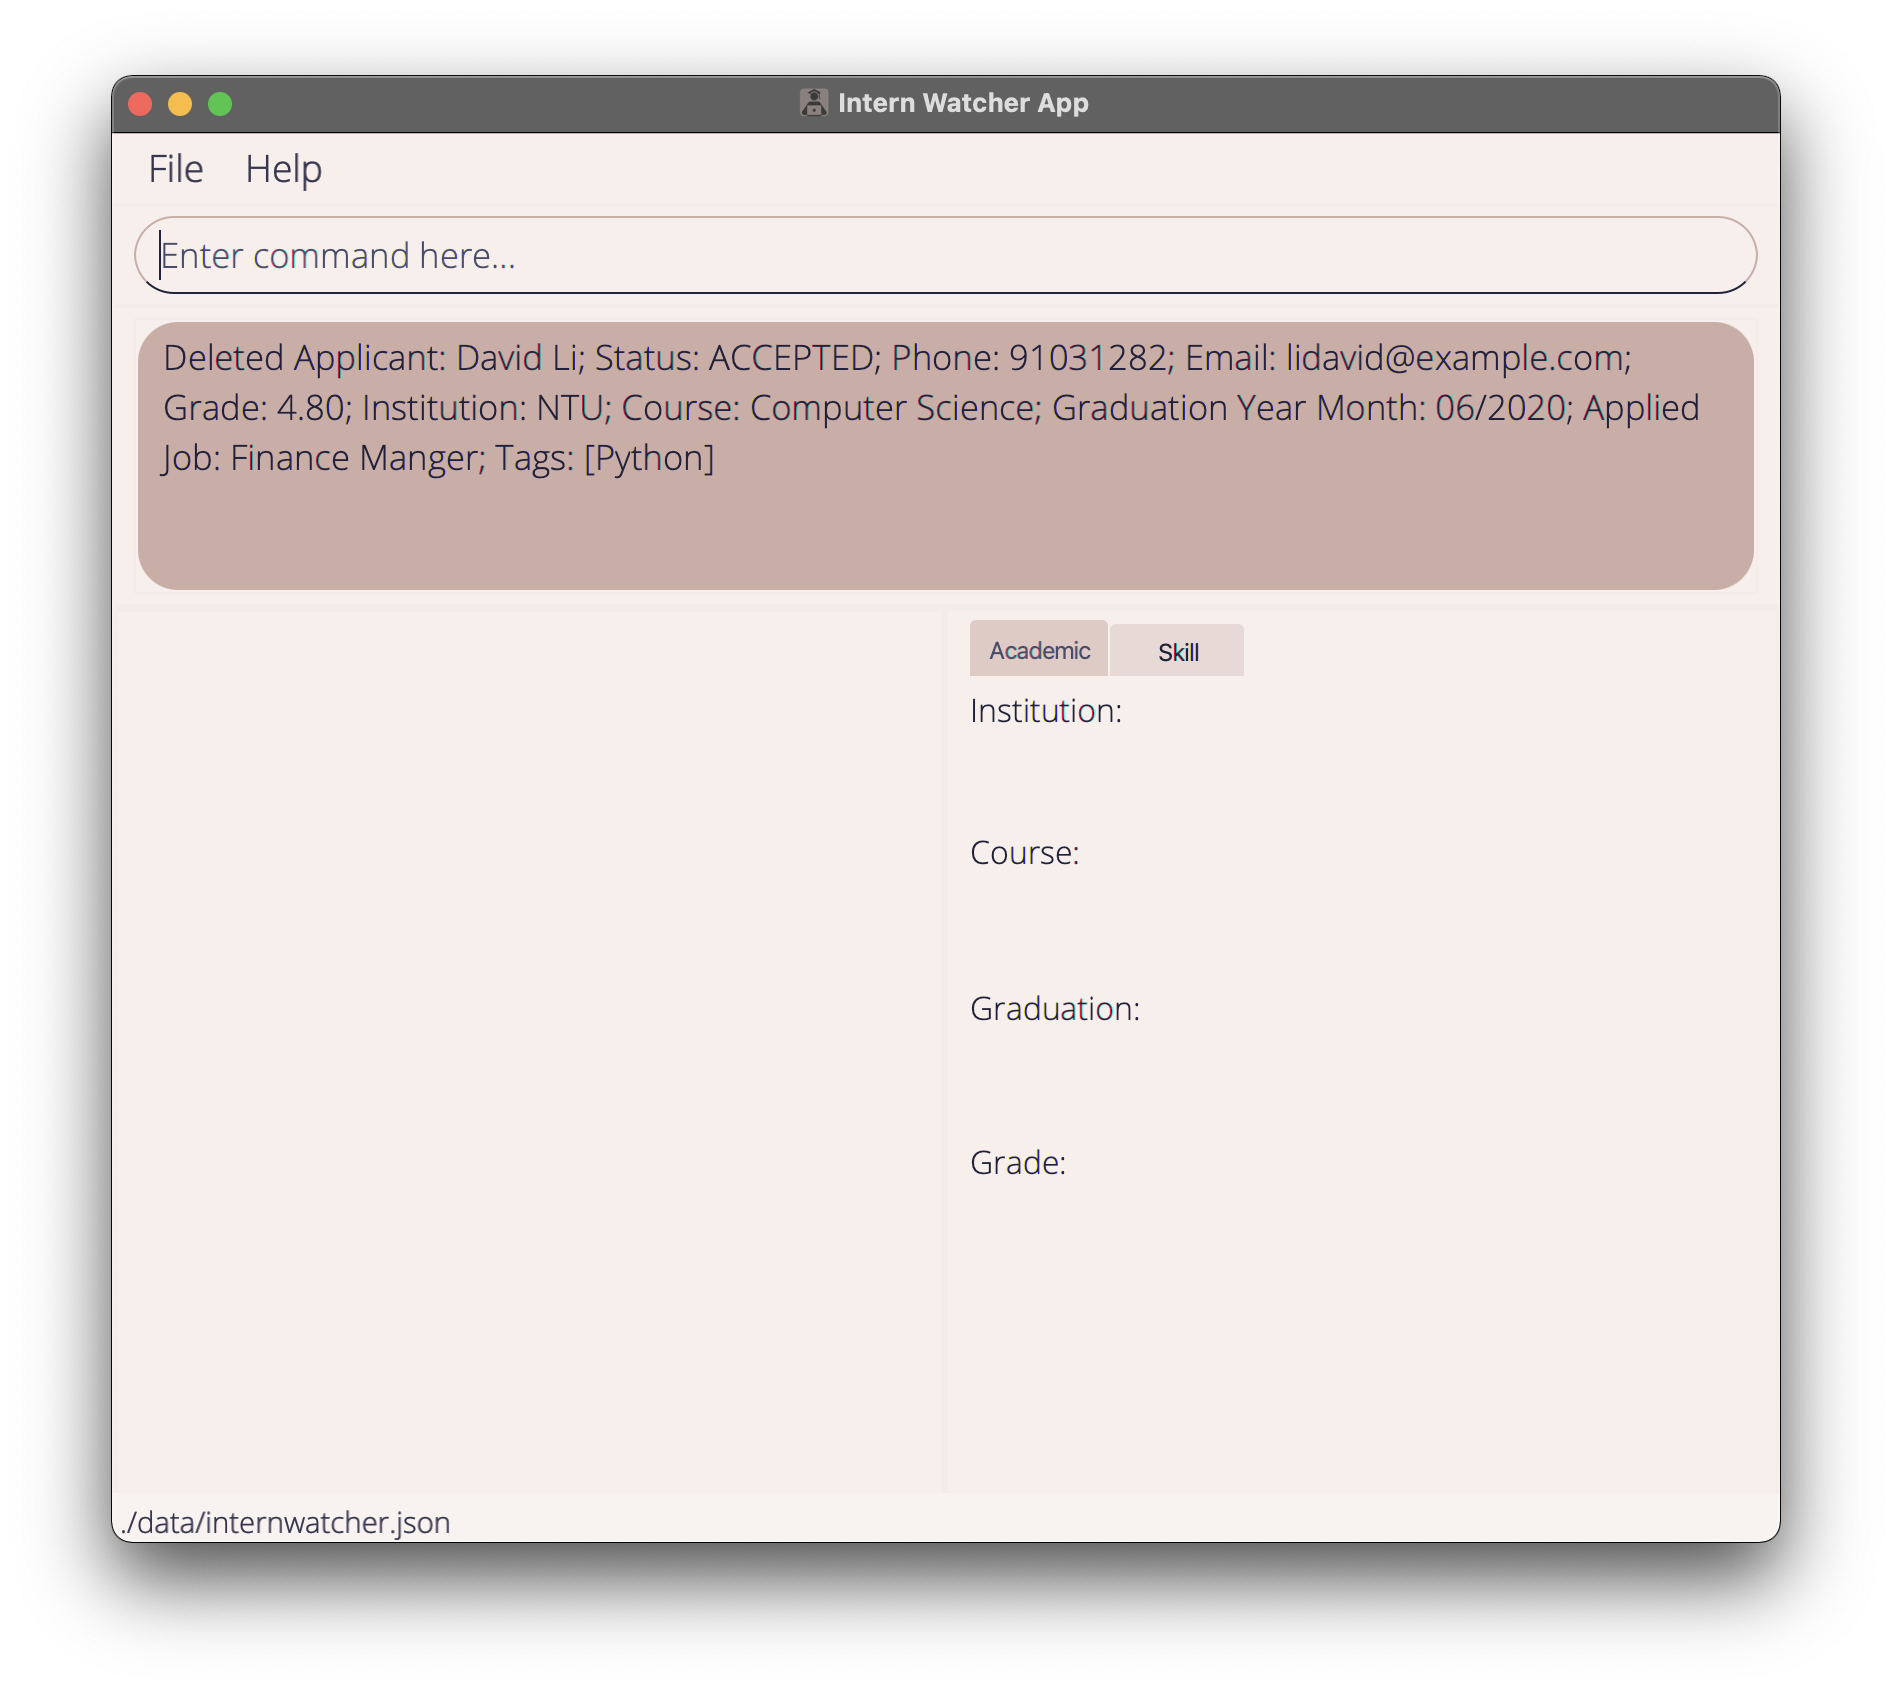 Intern Watcher App
File Help
Enter command here...
Deleted Applicant: David Li; Status: ACCEPTED; Phone: 91031282; Email: lidavid@example.com;
Grade: 4.80; Institution: NTU; Course: Computer Science; Graduation Year Month: 06/2020; Applied
Job: Finance Manger; Tags: [Python]
Academic Skill
Institution:
Course:
Graduation:
Grade:
./data/internwatcher.json